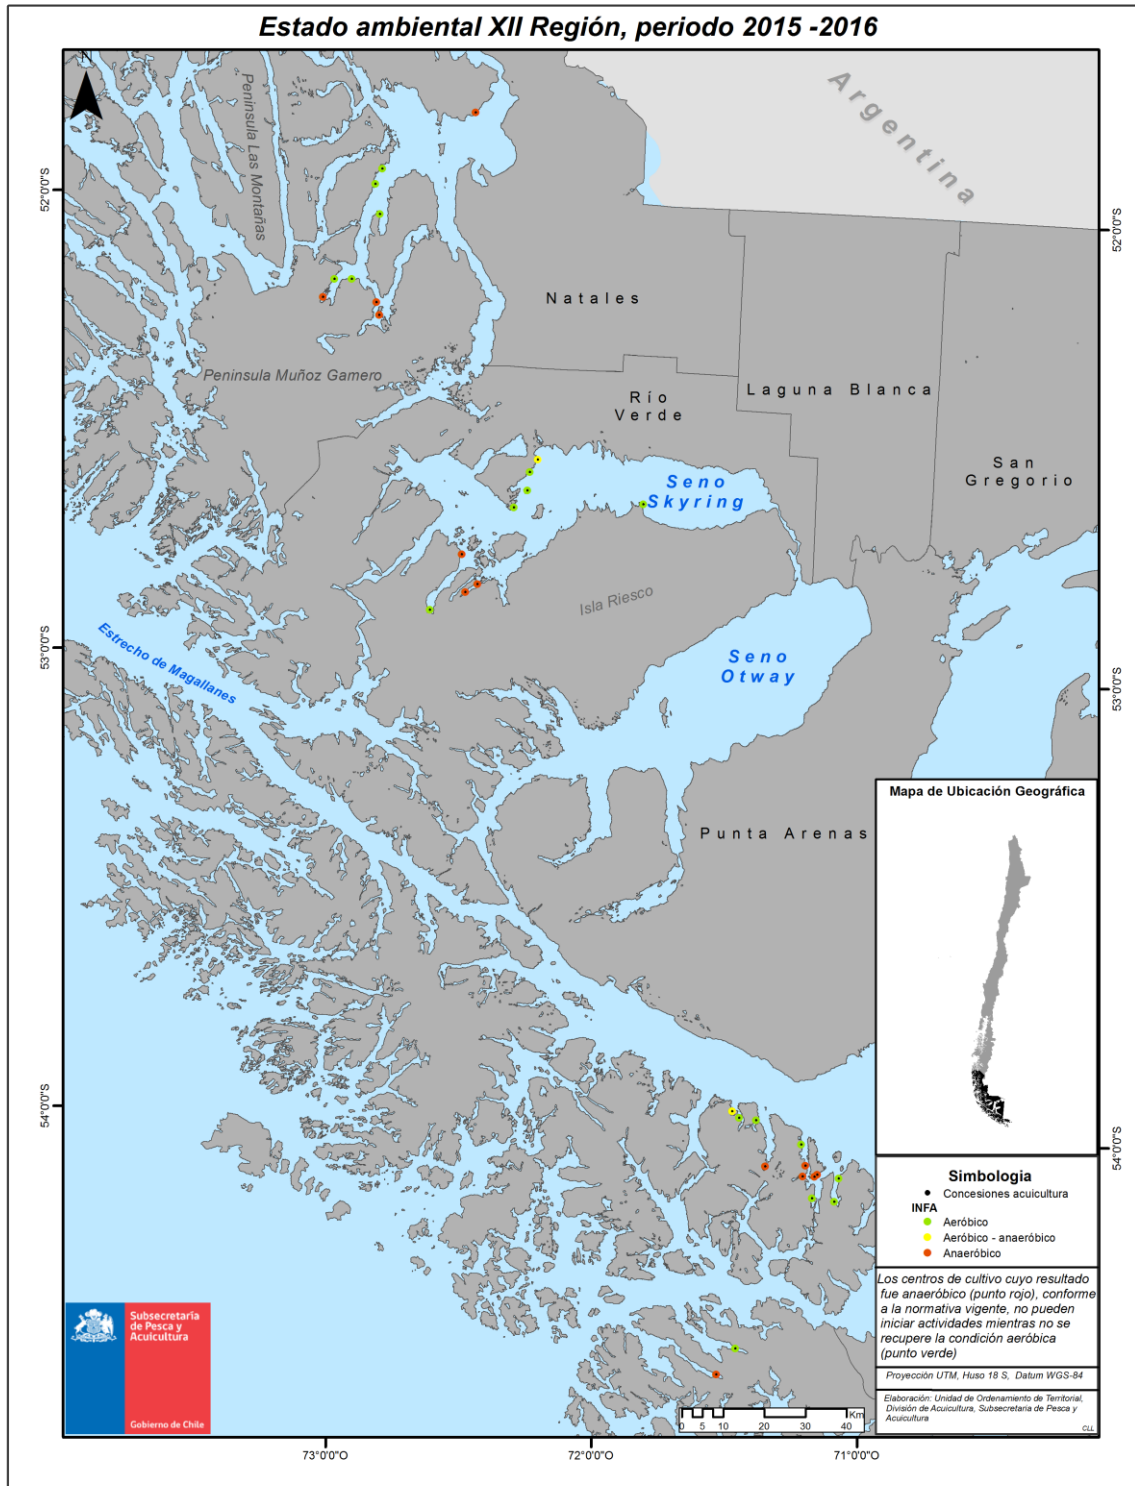 Estado ambiental XII Región, periodo 2015 -2016
N
Argentina
Peninsula Las Montañas
52°0'0"S
52°0'0"S
Natales
Peninsula Muñoz Gamero
Río
Verde
Laguna Blanca
San
Gregorio
Seno
Skyring
Isla Riesco
Estrecho de Magallanes
53°0'0"S
53°0'0"S
Seno
Otway
Punta Arenas
54°0'0"S
54°0'0"S
Mapa de Ubicación Geográfica
Simbologia
Concesiones acuicultura
INFA
Aeróbico
Aeróbico - anaeróbico
Anaeróbico
Los centros de cultivo cuyo resultado
fue anaeróbico (punto rojo), conforme
a la normativa vigente, no pueden
iniciar actividades mientras no se
recupere la condición aeróbica
(punto verde)
Proyección UTM, Huso 18 S, Datum WGS-84
Elaboración: Unidad de Ordenamiento de Territorial,
División de Acuicultura, Subsecretaria de Pesca y
Acuicultura
CLL
Subsecretaría
de Pesca y
Acuicultura
Gobierno de Chile
Km
0 5 10 20 30 40
73°0'0"O
72°0'0"O
71°0'0"O